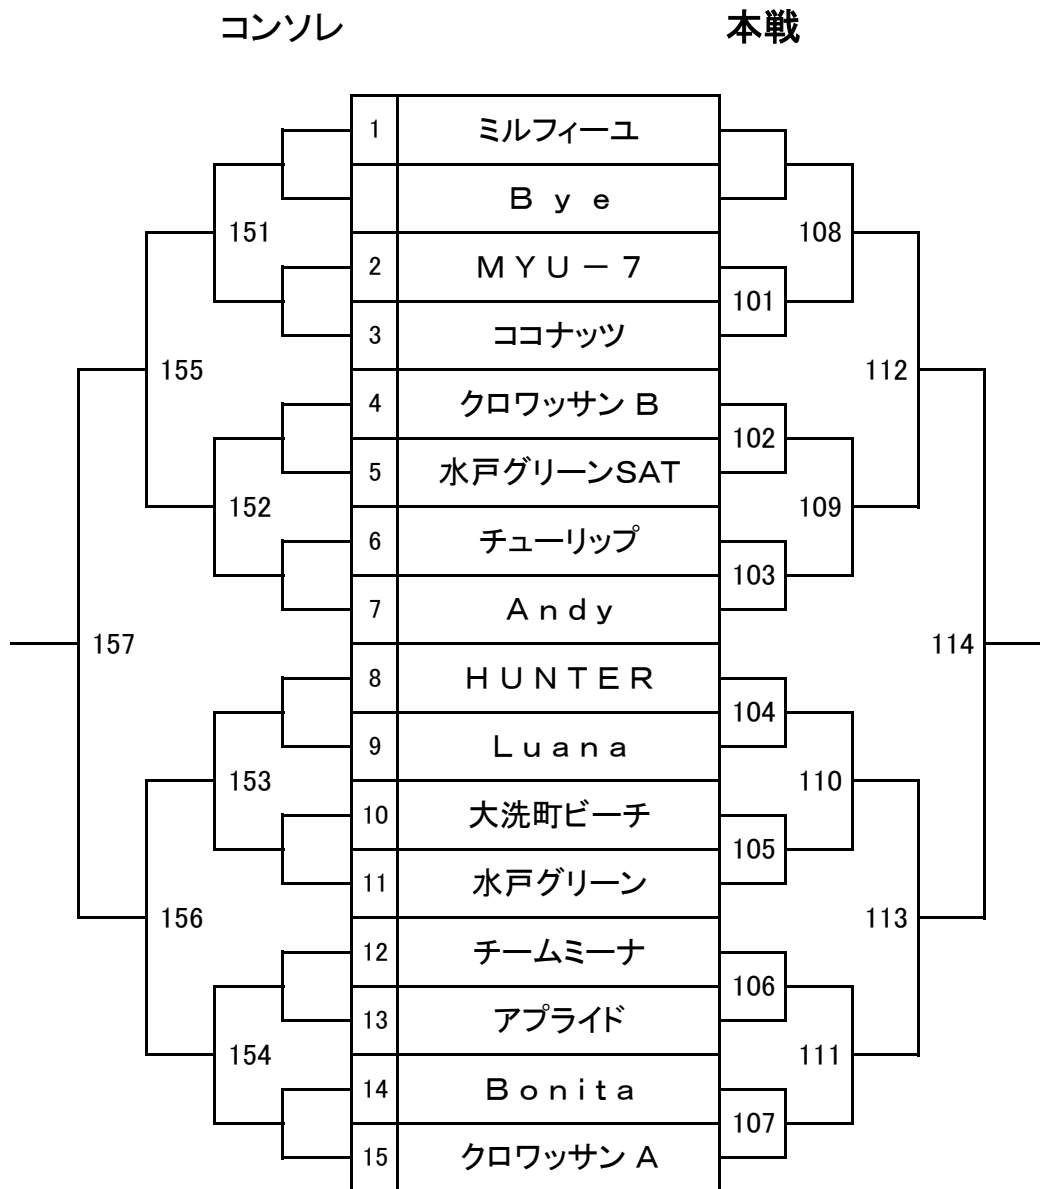 コンソレ 本戦
1 ミルフィーユ
Ｂｙｅ
151 108
2 ＭＹＵ－７
101
3 ココナッツ
155 112
4 クロワッサン B
102
5 水戸グリーンSAT
152 109
6 チューリップ
103
7 Ａｎｄｙ
157 114
8 ＨＵＮＴＥＲ
104
9 Ｌｕａｎａ
153 110
10 大洗町ビーチ
105
11 水戸グリーン
156 113
12 チームミーナ
106
13 アプライド
154 111
14 Ｂｏｎｉｔａ
107
15 クロワッサン A